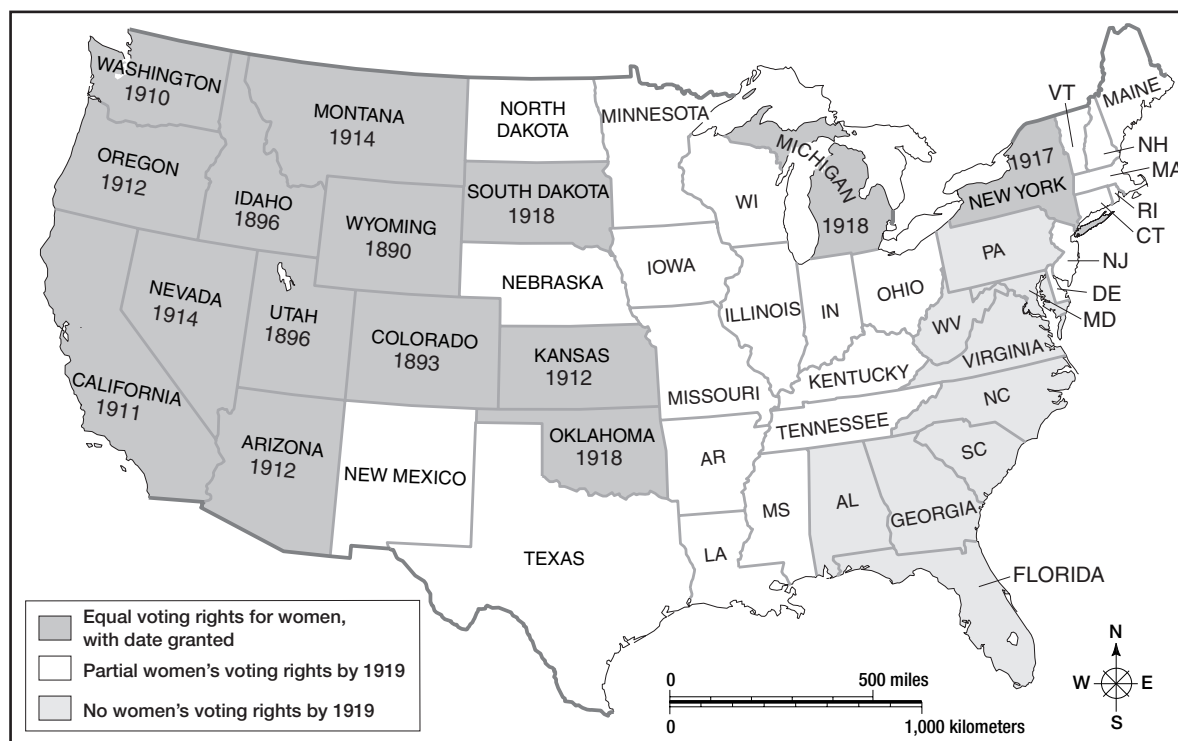 WASHINGTON
1910
MONTANA
1914
NORTH
DAKOTA
MINNESOTA
VT
MAINE
OREGON
1912
IDAHO
1896
WYOMING
1890
SOUTH DAKOTA
1918
WI
MICHIGAN
1918
1917
NEW YORK
NH
MA
RI
CT
NJ
DE
MD
NEVADA
1914
UTAH
1896
COLORADO
1893
NEBRASKA
IOWA
ILLINOIS
IN
OHIO
PA
WV
VIRGINIA
CALIFORNIA
1911
KANSAS
1912
MISSOURI
KENTUCKY
NC
ARIZONA
1912
NEW MEXICO
OKLAHOMA
1918
AR
TENNESSEE
SC
TEXAS
LA
MS
AL
GEORGIA
FLORIDA
Equal voting rights for women,
with date granted
Partial women’s voting rights by 1919
No women’s voting rights by 1919
0 500 miles
0 1,000 kilometers
N
W E
S